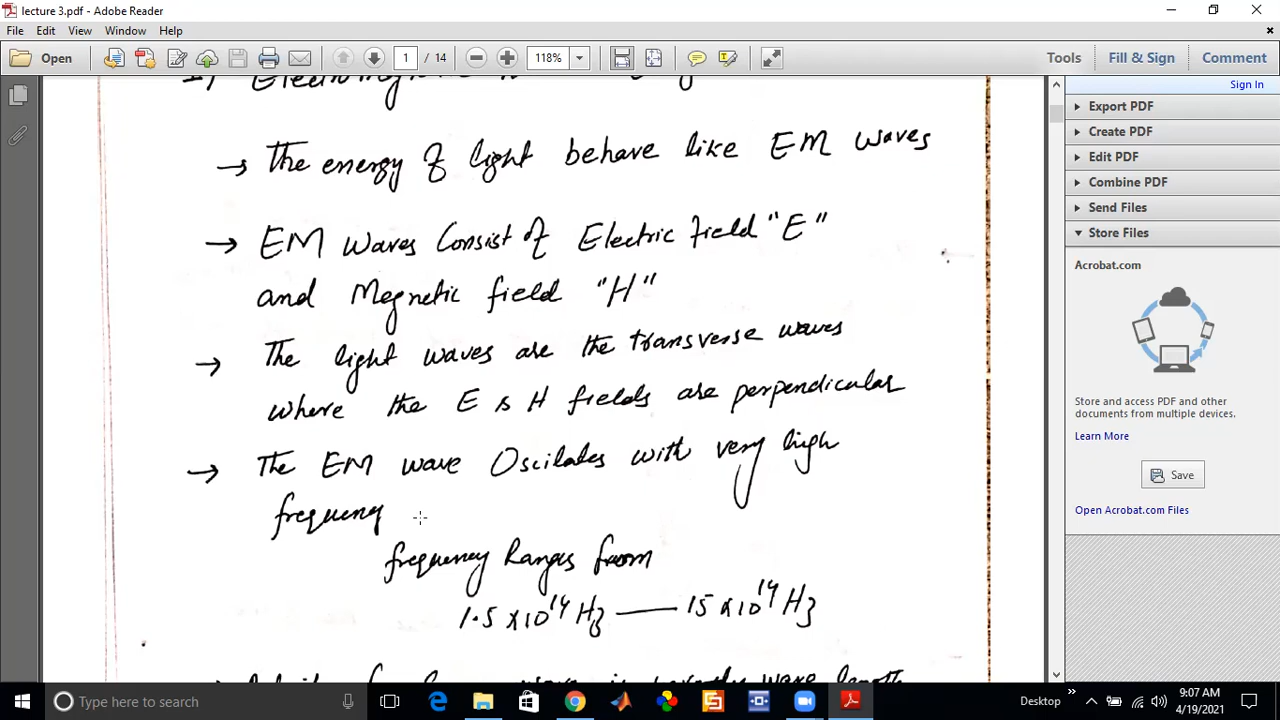 lecture 3.pdf - Adobe Reader
File Edit View Window Help
Open 1 / 14 118% Tools Fill & Sign Comment
Sign In
Export PDF
Create PDF
Edit PDF
Combine PDF
Send Files
Store Files
Acrobat.com
Store and access PDF and other
documents from multiple devices.
Learn More
Save
Open Acrobat.com Files
→ The energy of light behave like EM waves
→ EM waves Consist of Electric field "E"
and Magnetic field "H"
→ The light waves are the transverse waves
where the E & H fields are perpendicular
→ The EM wave Oscilates with very high
frequency
frequency Ranges from
1.5 x 10¹⁴ Hz — 15 x 10¹⁴ Hz
wave length
Type here to search
Desktop
9:07 AM
4/19/2021